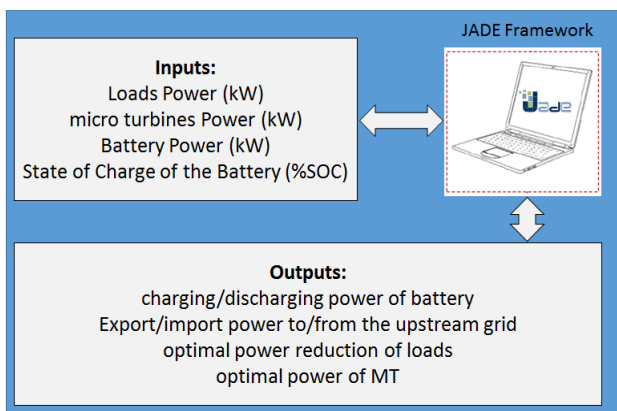 JADE Framework
Inputs:
Loads Power (kW)
micro turbines Power (kW)
Battery Power (kW)
State of Charge of the Battery (%SOC)
Jade
Outputs:
charging/discharging power of battery
Export/import power to/from the upstream grid
optimal power reduction of loads
optimal power of MT